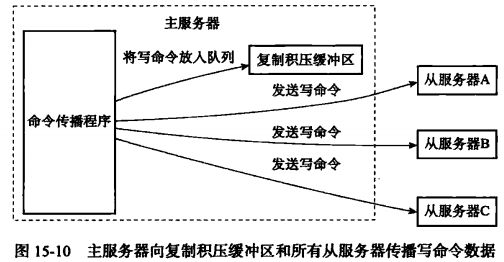 主服务器
将写命令放入队列
复制积压缓冲区
发送写命令
从服务器A
命令传播程序
发送写命令
从服务器B
发送写命令
从服务器C
图 15-10 主服务器向复制积压缓冲区和所有从服务器传播写命令数据